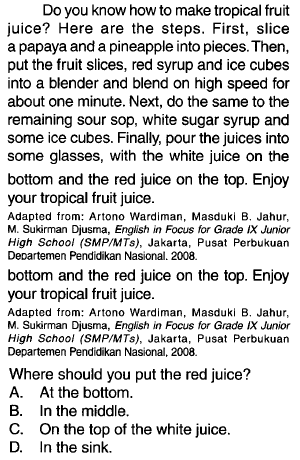 Do you know how to make tropical fruit
juice? Here are the steps. First, slice
a papaya and a pineapple into pieces. Then,
put the fruit slices, red syrup and ice cubes
into a blender and blend on high speed for
about one minute. Next, do the same to the
remaining sour sop, white sugar syrup and
some ice cubes. Finally, pour the juices into
some glasses, with the white juice on the
bottom and the red juice on the top. Enjoy
your tropical fruit juice.
Adapted from: Artono Wardiman, Masduki B. Jahur,
M. Sukirman Djusma, English in Focus for Grade IX Junior
High School (SMP/MTs), Jakarta, Pusat Perbukuan
Departemen Pendidikan Nasional, 2008.
bottom and the red juice on the top. Enjoy
your tropical fruit juice.
Adapted from: Artono Wardiman, Masduki B. Jahur,
M. Sukirman Djusma, English in Focus for Grade IX Junior
High School (SMP/MTs), Jakarta, Pusat Perbukuan
Departemen Pendidikan Nasional, 2008.
Where should you put the red juice?
A. At the bottom.
B. In the middle.
C. On the top of the white juice.
D. In the sink.